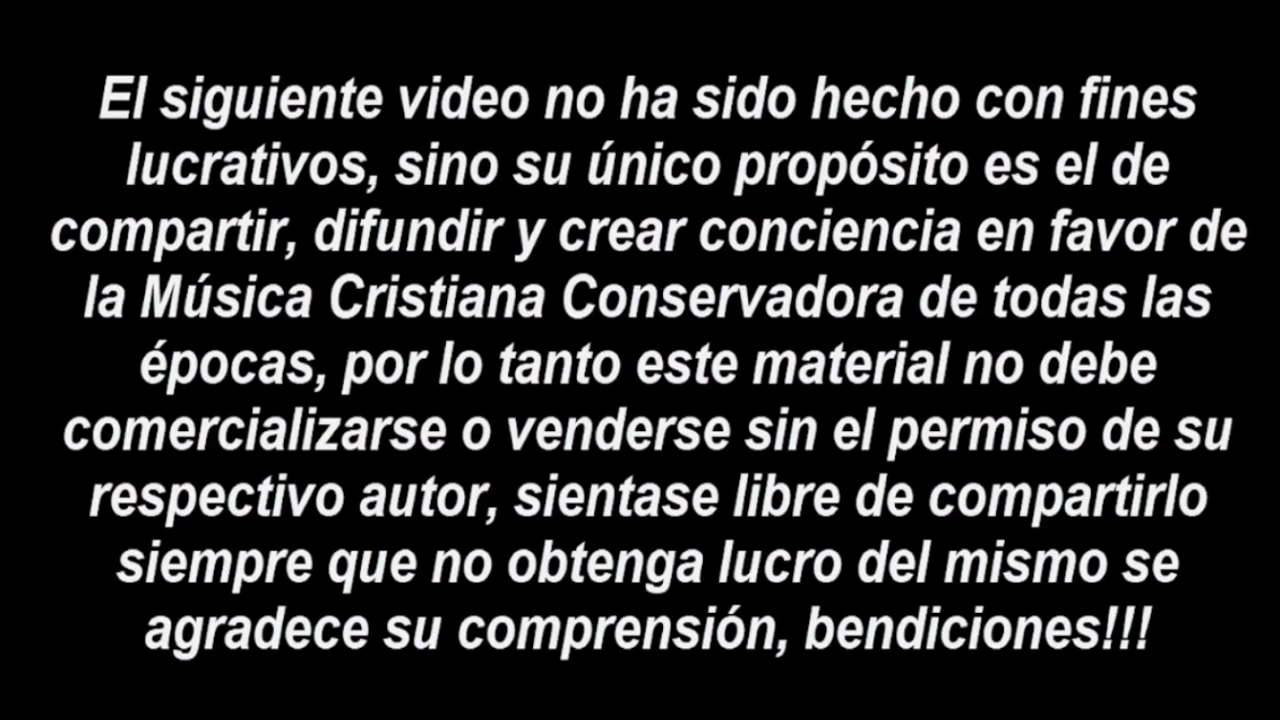 El siguiente video no ha sido hecho con fines
lucrativos, sino su único propósito es el de
compartir, difundir y crear conciencia en favor de
la Música Cristiana Conservadora de todas las
épocas, por lo tanto este material no debe
comercializarse o venderse sin el permiso de su
respectivo autor, sientase libre de compartirlo
siempre que no obtenga lucro del mismo se
agradece su comprensión, bendiciones!!!